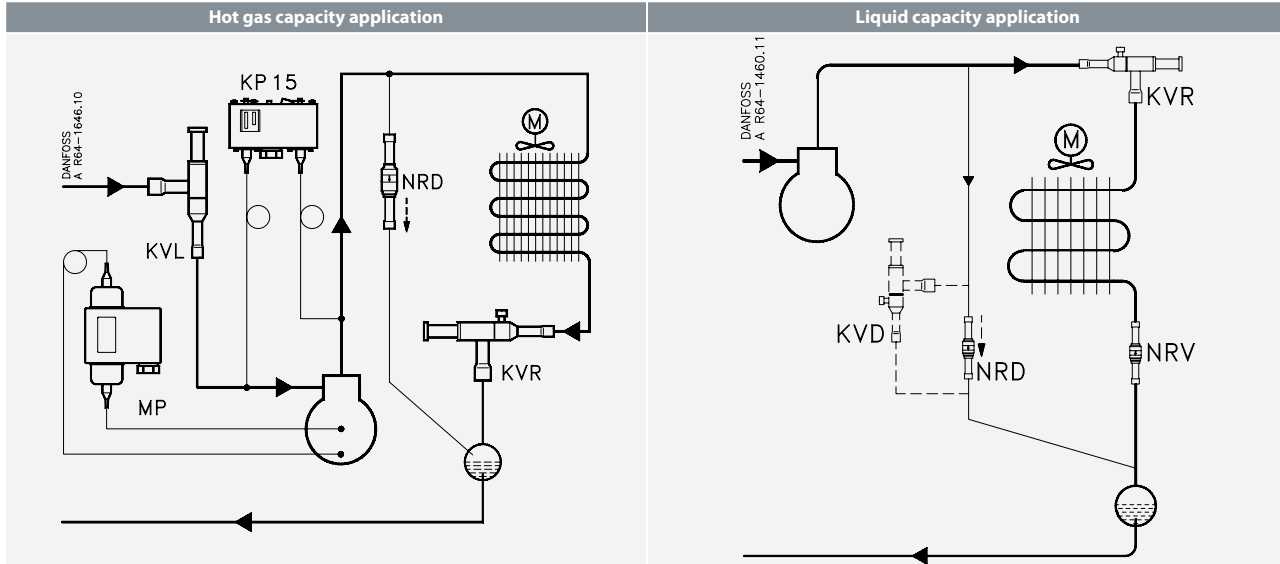 Hot gas capacity application
DANFOSS
A R64-1646.10
KP 15
M
NRD
KVL
KVR
MP
Liquid capacity application
DANFOSS
A R64-1460.11
KVR
M
KVD
NRD
NRV